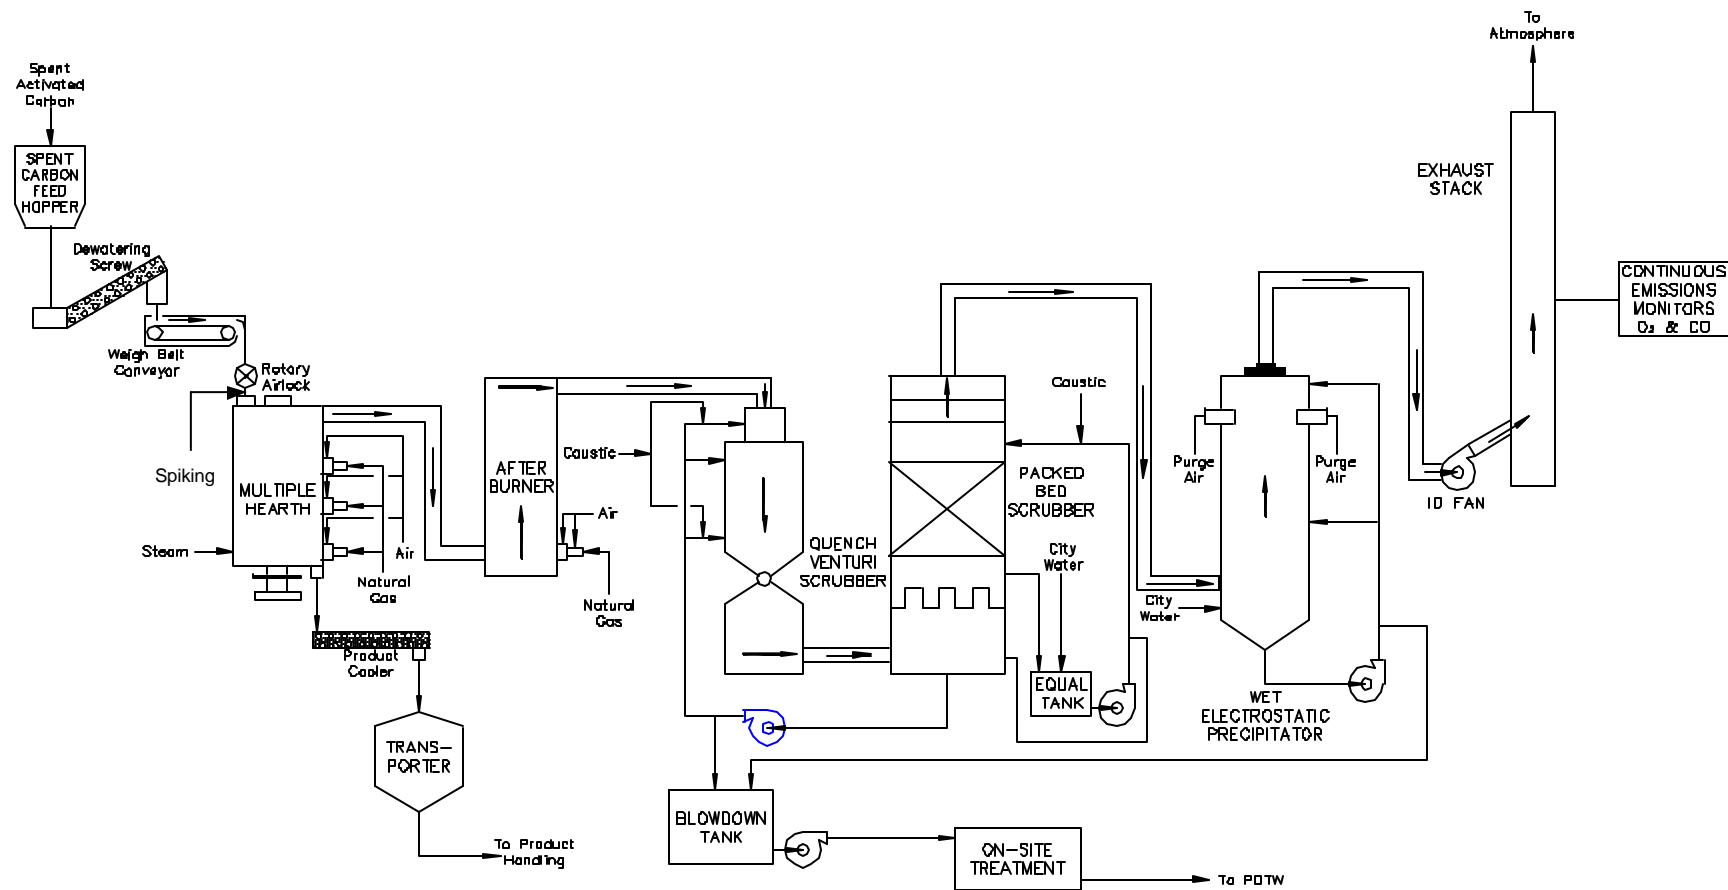 To
Atmosphere
Spent
Activated
Carbon
SPENT
CARBON
FEED
HOPPER
EXHAUST
STACK
Dewatering
Screw
CONTINUOUS
EMISSIONS
MONITORS
O₂ & CO
Weigh Belt
Conveyor
Rotary
Airlock
Caustic
Spiking
MULTIPLE
HEARTH
AFTER
BURNER
Caustic
PACKED
BED
SCRUBBER
Purge
Air
Purge
Air
ID FAN
Steam
Air
Air
Natural
Gas
Natural
Gas
QUENCH
VENTURI
SCRUBBER
City
Water
City
Water
Product
Cooler
EQUAL
TANK
WET
ELECTROSTATIC
PRECIPITATOR
TRANS-
PORTER
BLOWDOWN
TANK
To Product
Handling
ON-SITE
TREATMENT
To POTW